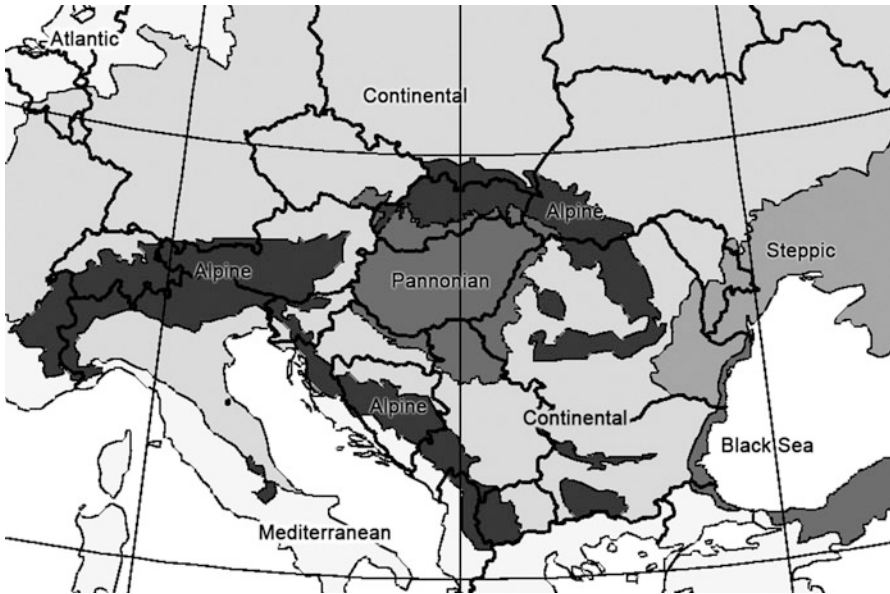 Atlantic
Continental
Alpine
Steppic
Alpine
Pannonian
Alpine
Continental
Black Sea
Mediterranean